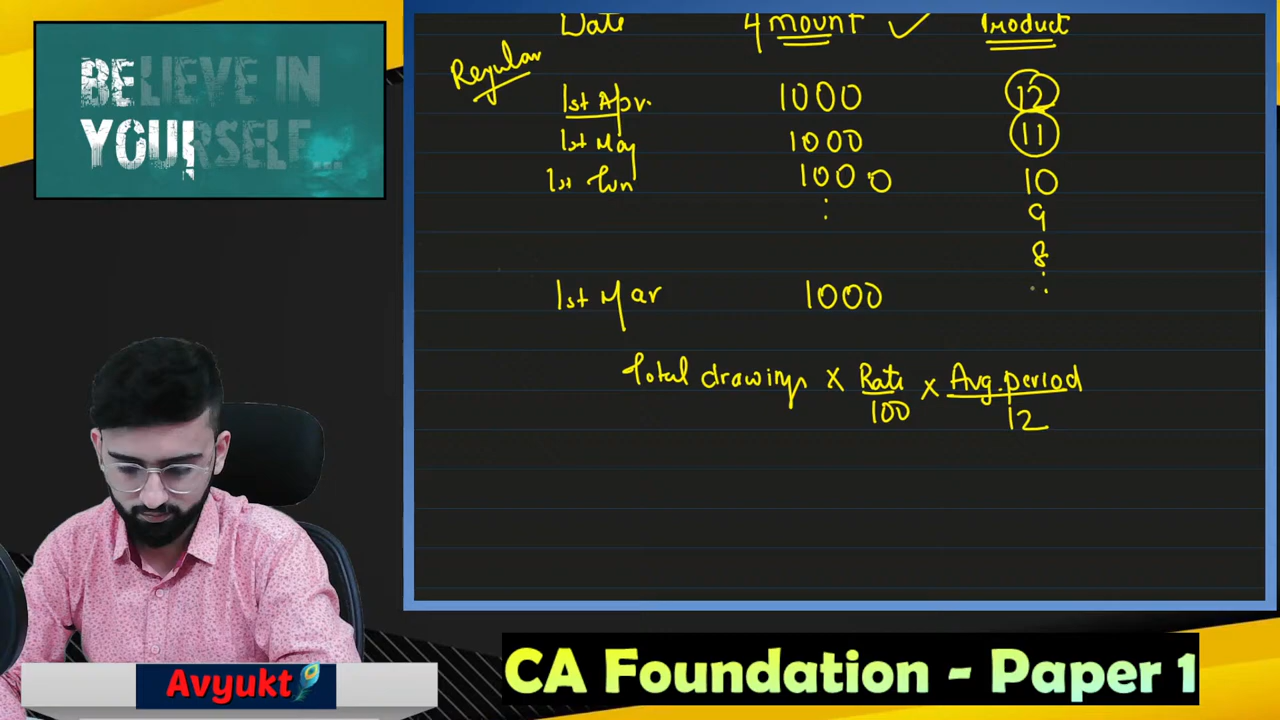 BELIEVE IN
YOURSELF...
Date Amount ✓ Product
Regular
1st Apr. 1000 12
1st May 1000 11
1st Jun 1000 10
9
8
1st Mar 1000
Total drawings × Rate/100 × Avg. period/12
Avyukt
CA Foundation - Paper 1